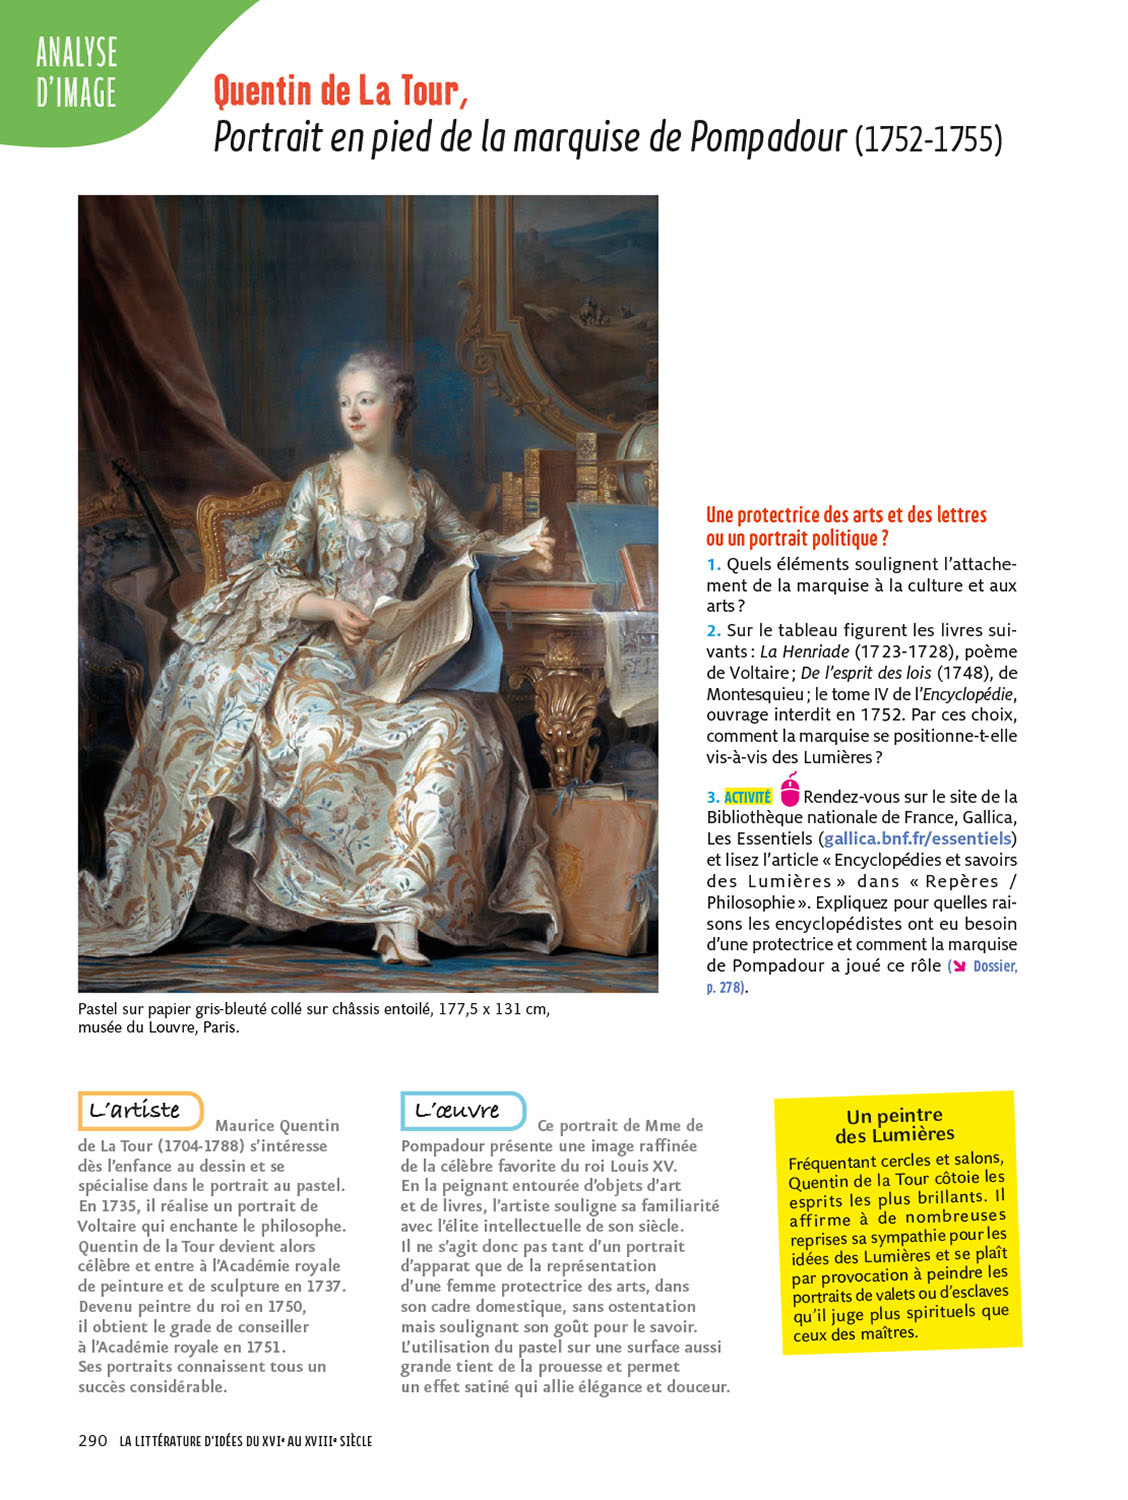 ANALYSE
D'IMAGE
Quentin de La Tour,
Portrait en pied de la marquise de Pompadour (1752-1755)
Une protectrice des arts et des lettres
ou un portrait politique ?
1. Quels éléments soulignent l'attache-
ment de la marquise à la culture et aux
arts ?
2. Sur le tableau figurent les livres sui-
vants : La Henriade (1723-1728), poème
de Voltaire ; De l'esprit des lois (1748), de
Montesquieu ; le tome IV de l'Encyclopédie,
ouvrage interdit en 1752. Par ces choix,
comment la marquise se positionne-t-elle
vis-à-vis des Lumières ?
3. ACTIVITÉ Rendez-vous sur le site de la
Bibliothèque nationale de France, Gallica,
Les Essentiels (gallica.bnf.fr/essentiels)
et lisez l'article « Encyclopédies et savoirs
des Lumières » dans « Repères /
Philosophie ». Expliquez pour quelles rai-
sons les encyclopédistes ont eu besoin
d'une protectrice et comment la marquise
de Pompadour a joué ce rôle (↘ Dossier,
p. 278).
Pastel sur papier gris-bleuté collé sur châssis entoilé, 177,5 x 131 cm,
musée du Louvre, Paris.
L'artiste
Maurice Quentin
de La Tour (1704-1788) s'intéresse
dès l'enfance au dessin et se
spécialise dans le portrait au pastel.
En 1735, il réalise un portrait de
Voltaire qui enchante le philosophe.
Quentin de la Tour devient alors
célèbre et entre à l'Académie royale
de peinture et de sculpture en 1737.
Devenu peintre du roi en 1750,
il obtient le grade de conseiller
à l'Académie royale en 1751.
Ses portraits connaissent tous un
succès considérable.
L'œuvre
Ce portrait de Mme de
Pompadour présente une image raffinée
de la célèbre favorite du roi Louis XV.
En la peignant entourée d'objets d'art
et de livres, l'artiste souligne sa familiarité
avec l'élite intellectuelle de son siècle.
Il ne s'agit donc pas tant d'un portrait
d'apparat que de la représentation
d'une femme protectrice des arts, dans
son cadre domestique, sans ostentation
mais soulignant son goût pour le savoir.
L'utilisation du pastel sur une surface aussi
grande tient de la prouesse et permet
un effet satiné qui allie élégance et douceur.
Un peintre
des Lumières
Fréquentant cercles et salons,
Quentin de la Tour côtoie les
esprits les plus brillants. Il
affirme à de nombreuses
reprises sa sympathie pour les
idées des Lumières et se plaît
par provocation à peindre les
portraits de valets ou d'esclaves
qu'il juge plus spirituels que
ceux des maîtres.
290 LA LITTÉRATURE D'IDÉES DU XVIe AU XVIIIe SIÈCLE